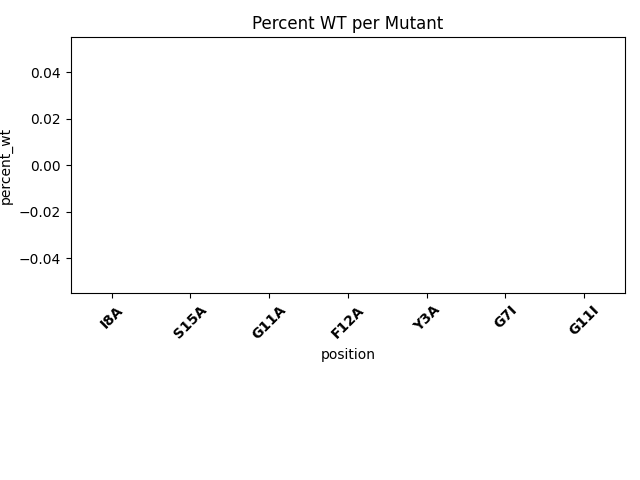 Percent WT per Mutant
percent_wt
0.04
0.02
0.00
−0.02
−0.04
I8A
S15A
G11A
F12A
Y3A
G7I
G11I
position